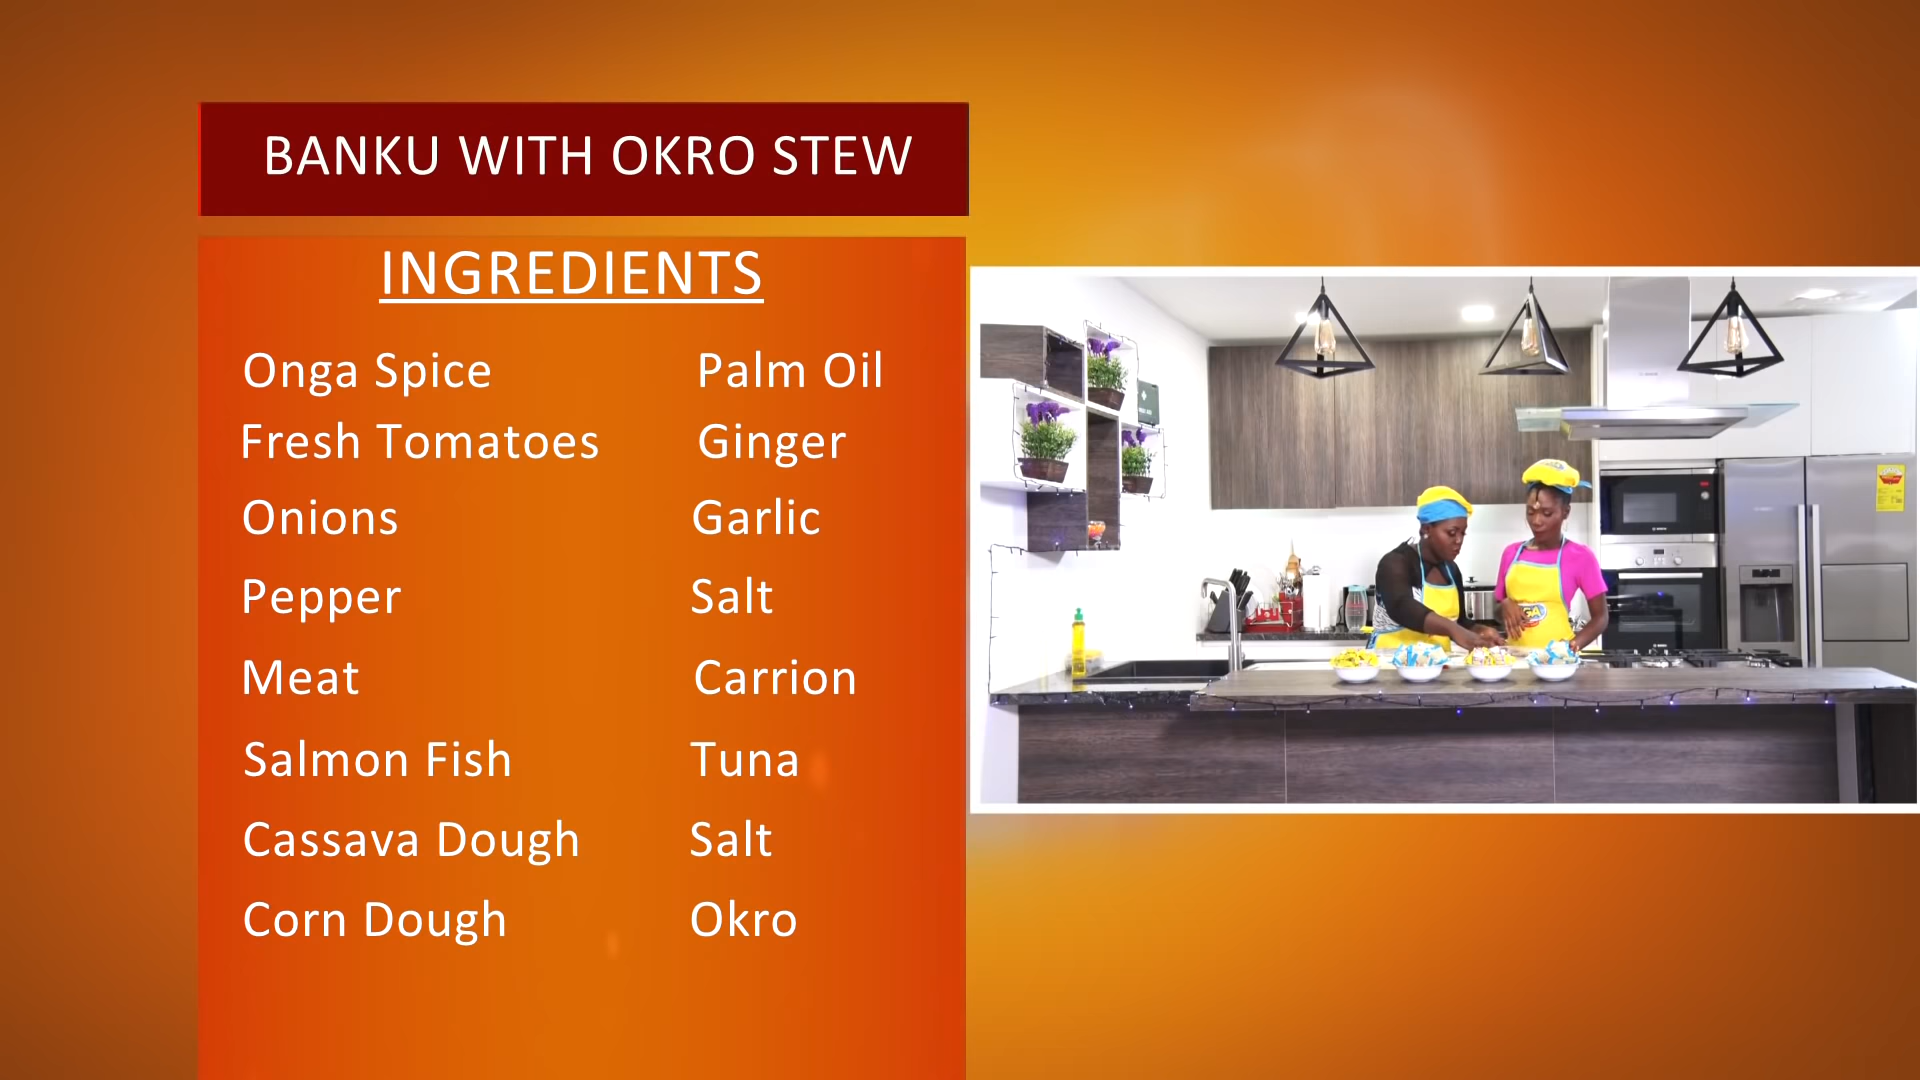 BANKU WITH OKRO STEW
INGREDIENTS
Onga Spice
Fresh Tomatoes
Onions
Pepper
Meat
Salmon Fish
Cassava Dough
Corn Dough
Palm Oil
Ginger
Garlic
Salt
Carrion
Tuna
Salt
Okro